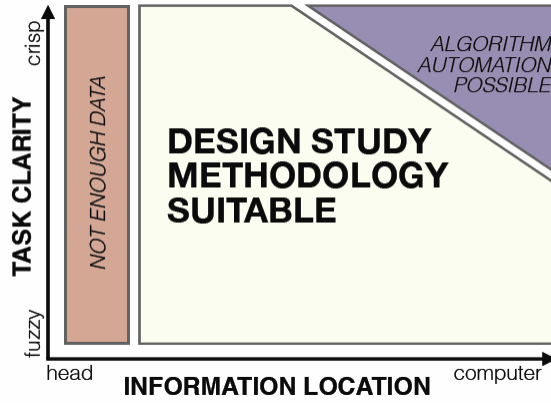 crisp
TASK CLARITY
fuzzy
NOT ENOUGH DATA
DESIGN STUDY
METHODOLOGY
SUITABLE
ALGORITHM
AUTOMATION
POSSIBLE
head
computer
INFORMATION LOCATION